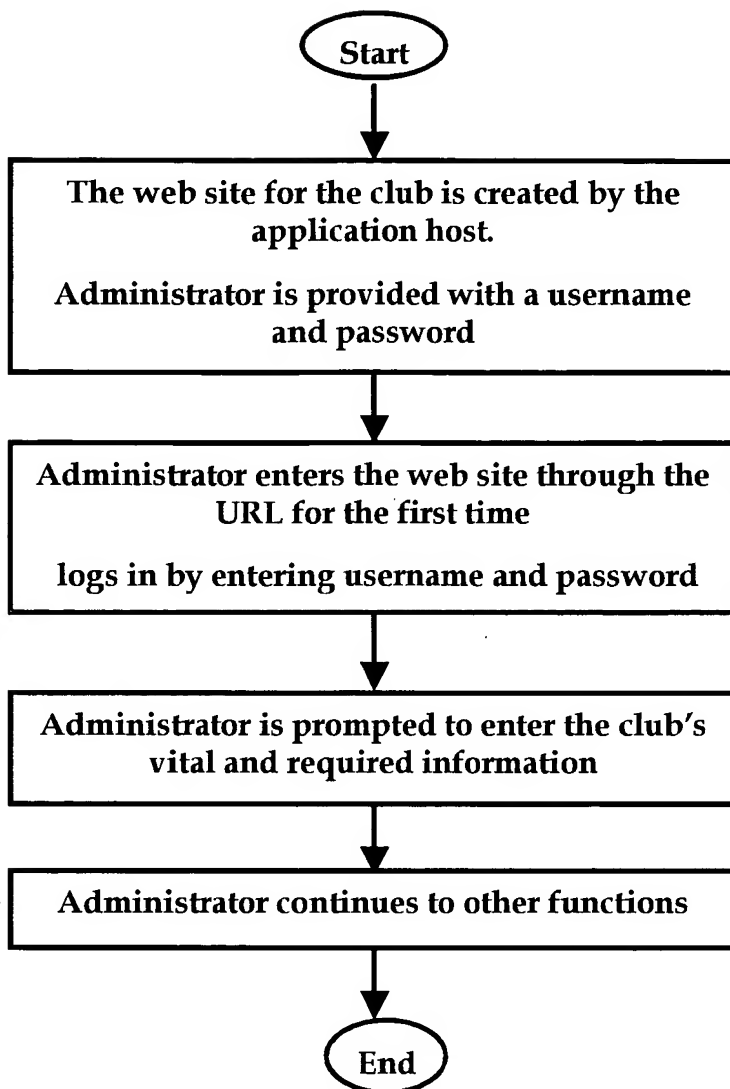 Start
The web site for the club is created by the
application host.
Administrator is provided with a username
and password
Administrator enters the web site through the
URL for the first time
logs in by entering username and password
Administrator is prompted to enter the club's
vital and required information
Administrator continues to other functions
End